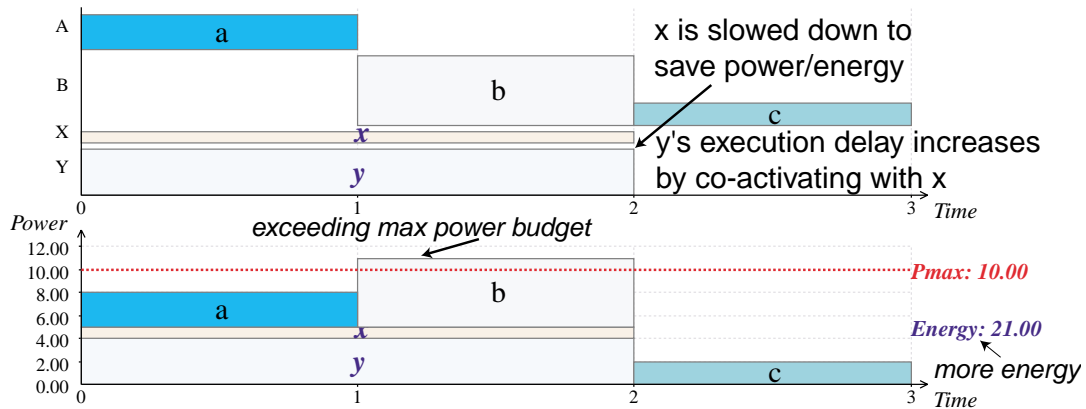 A
a
x is slowed down to
save power/energy
B
b
c
X
x
y's execution delay increases
by co-activating with x
Y
y
0
1
2
3
Time
Power
exceeding max power budget
12.00
10.00
Pmax: 10.00
8.00
a
b
6.00
x
Energy: 21.00
4.00
y
2.00
c
more energy
0.00
0
1
2
3
Time